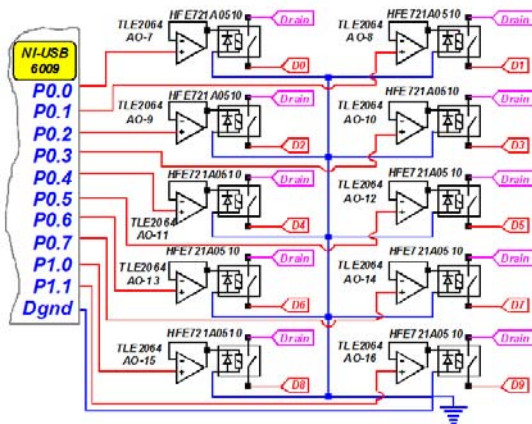 NI-USB
6009
P0.0
P0.1
P0.2
P0.3
P0.4
P0.5
P0.6
P0.7
P1.0
P1.1
Dgnd
TLE2064
AO-7
HFE721A0510
Drain
D0
TLE2064
AO-8
HFE721A0510
Drain
D1
TLE2064
AO-9
HFE721A0510
Drain
D2
TLE2064
AO-10
HFE721A0510
Drain
D3
TLE2064
AO-11
HFE721A0510
Drain
D4
TLE2064
AO-12
HFE721A0510
Drain
D5
TLE2064
AO-13
HFE721A0510
Drain
D6
TLE2064
AO-14
HFE721A0510
Drain
D7
TLE2064
AO-15
HFE721A0510
Drain
D8
TLE2064
AO-16
HFE721A0510
Drain
D9